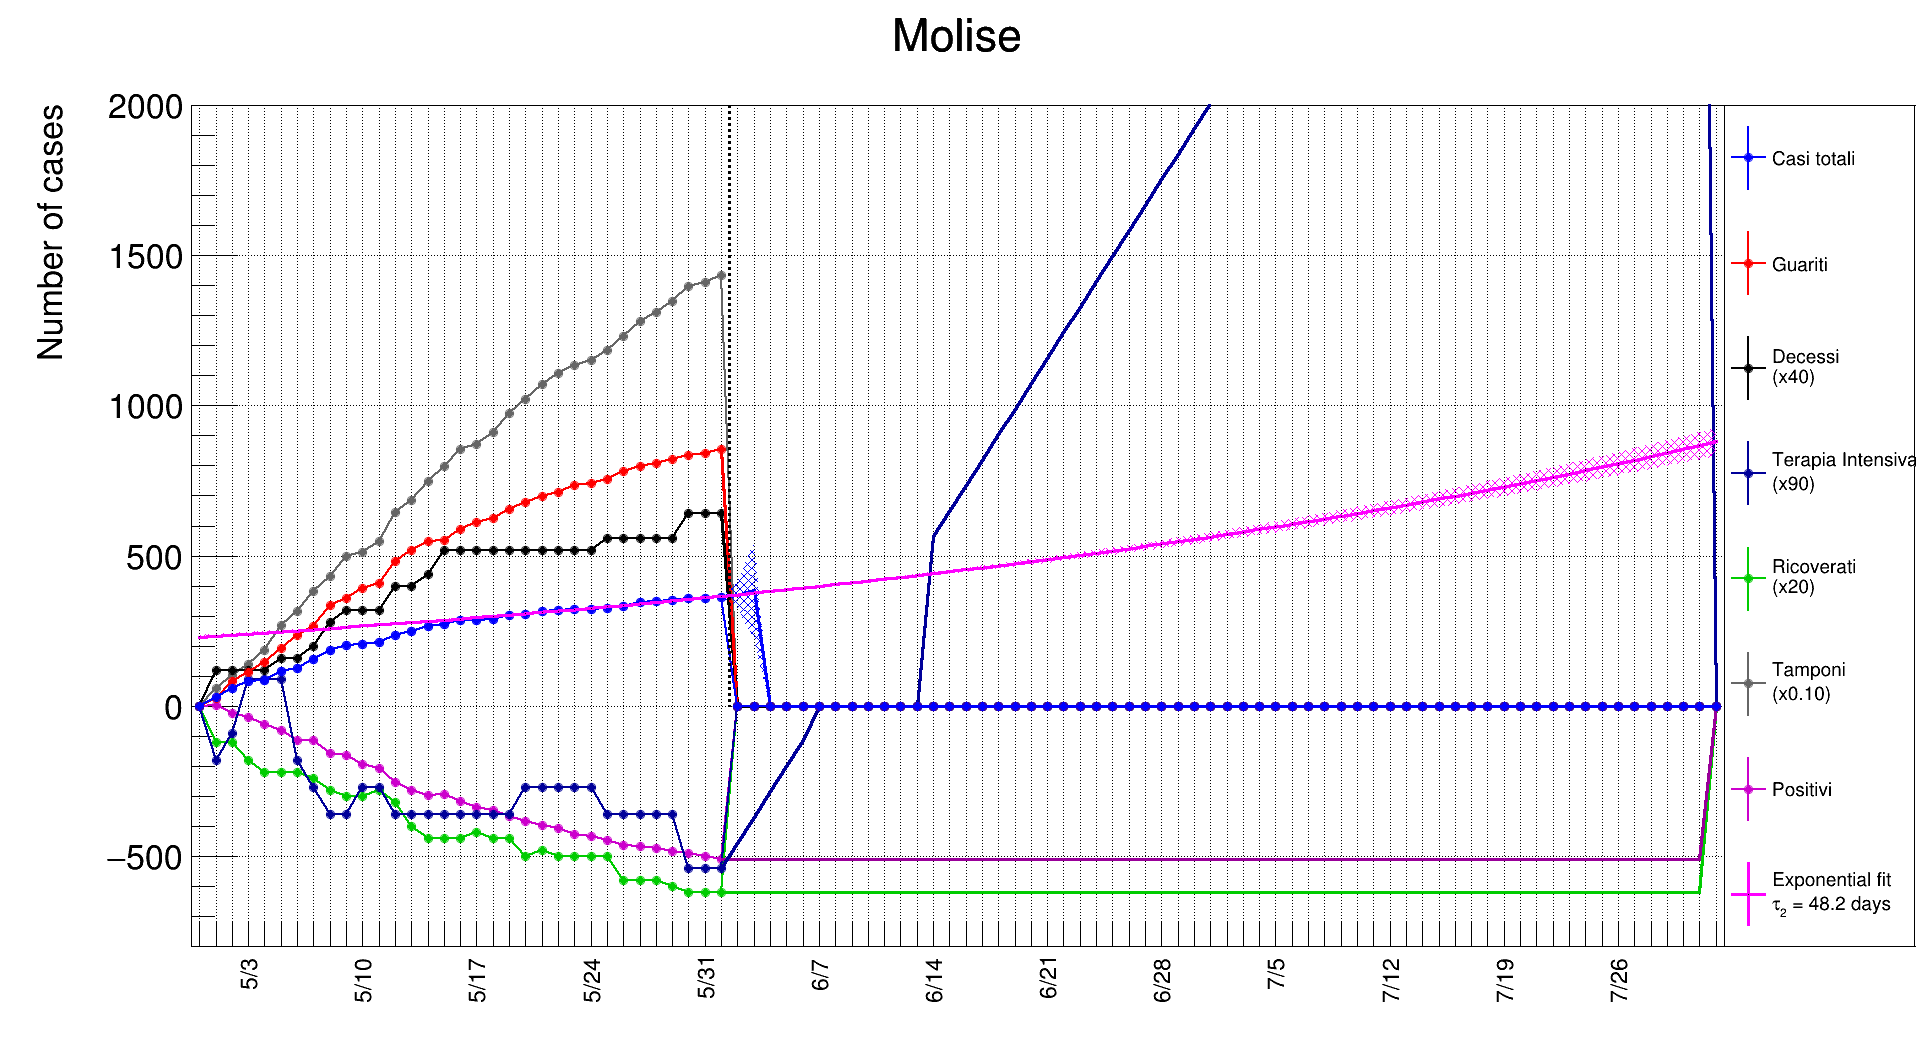 Molise
Number of cases
2000
1500
1000
500
0
−500
5/3
5/10
5/17
5/24
5/31
6/7
6/14
6/21
6/28
7/5
7/12
7/19
7/26
Casi totali
Guariti
Decessi
(x40)
Terapia Intensiva
(x90)
Ricoverati
(x20)
Tamponi
(x0.10)
Positivi
Exponential fit
τ2 = 48.2 days